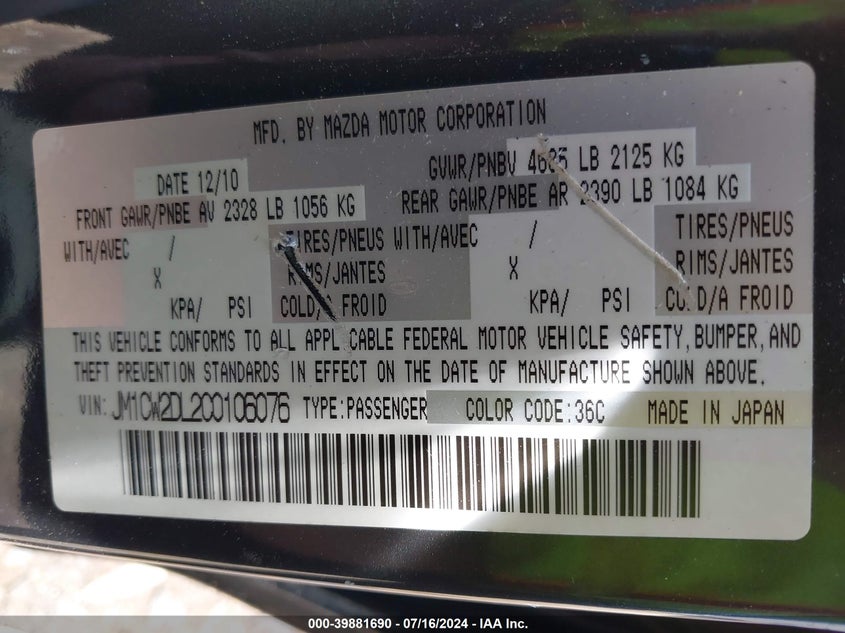 MFD. BY MAZDA MOTOR CORPORATION
DATE 12/10 GVWR/PNBV 4685 LB 2125 KG
FRONT GAWR/PNBE AV 2328 LB 1056 KG REAR GAWR/PNBE AR 2390 LB 1084 KG
WITH/AVEC / TIRES/PNEUS WITH/AVEC / TIRES/PNEUS
X RIMS/JANTES X RIMS/JANTES
KPA/ PSI COLD/A FROID KPA/ PSI COLD/A FROID
THIS VEHICLE CONFORMS TO ALL APPLICABLE FEDERAL MOTOR VEHICLE SAFETY, BUMPER, AND
THEFT PREVENTION STANDARDS IN EFFECT ON THE DATE OF MANUFACTURE SHOWN ABOVE.
VIN: JM1CW2DL2C0106076 TYPE:PASSENGER COLOR CODE:36C MADE IN JAPAN
000-39881690 - 07/16/2024 - IAA Inc.